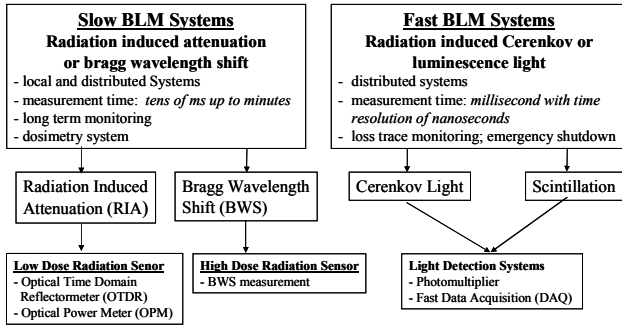 Slow BLM Systems
Radiation induced attenuation
or bragg wavelength shift
- local and distributed Systems
- measurement time: tens of ms up to minutes
- long term monitoring
- dosimetry system
Fast BLM Systems
Radiation induced Cerenkov or
luminescence light
- distributed systems
- measurement time: millisecond with time
resolution of nanoseconds
- loss trace monitoring; emergency shutdown
Radiation Induced
Attenuation (RIA)
Bragg Wavelength
Shift (BWS)
Cerenkov Light
Scintillation
Low Dose Radiation Senor
- Optical Time Domain
Reflectormeter (OTDR)
- Optical Power Meter (OPM)
High Dose Radiation Sensor
- BWS measurement
Light Detection Systems
- Photomultiplier
- Fast Data Acquisition (DAQ)